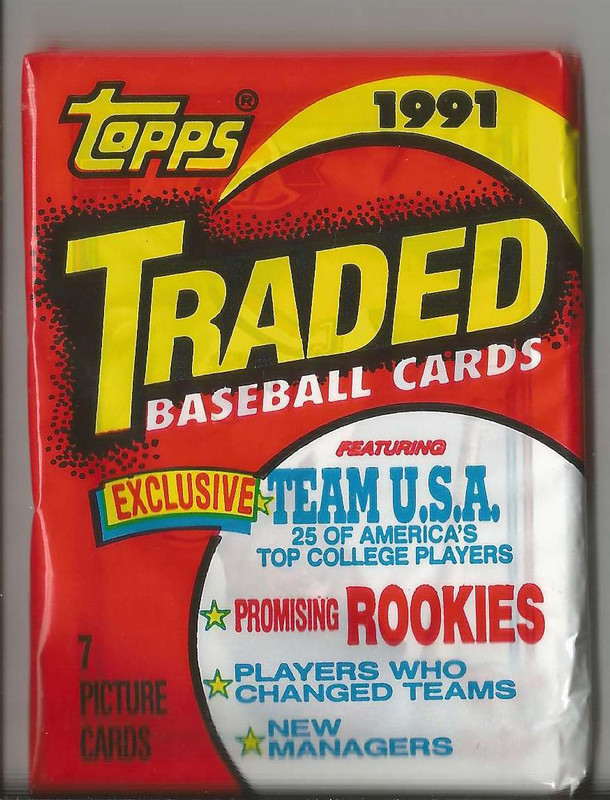 TOPPS®
1991
TRADED
BASEBALL CARDS
FEATURING
EXCLUSIVE TEAM U.S.A.
25 OF AMERICA'S
TOP COLLEGE PLAYERS
PROMISING ROOKIES
PLAYERS WHO
CHANGED TEAMS
NEW
MANAGERS
7
PICTURE
CARDS